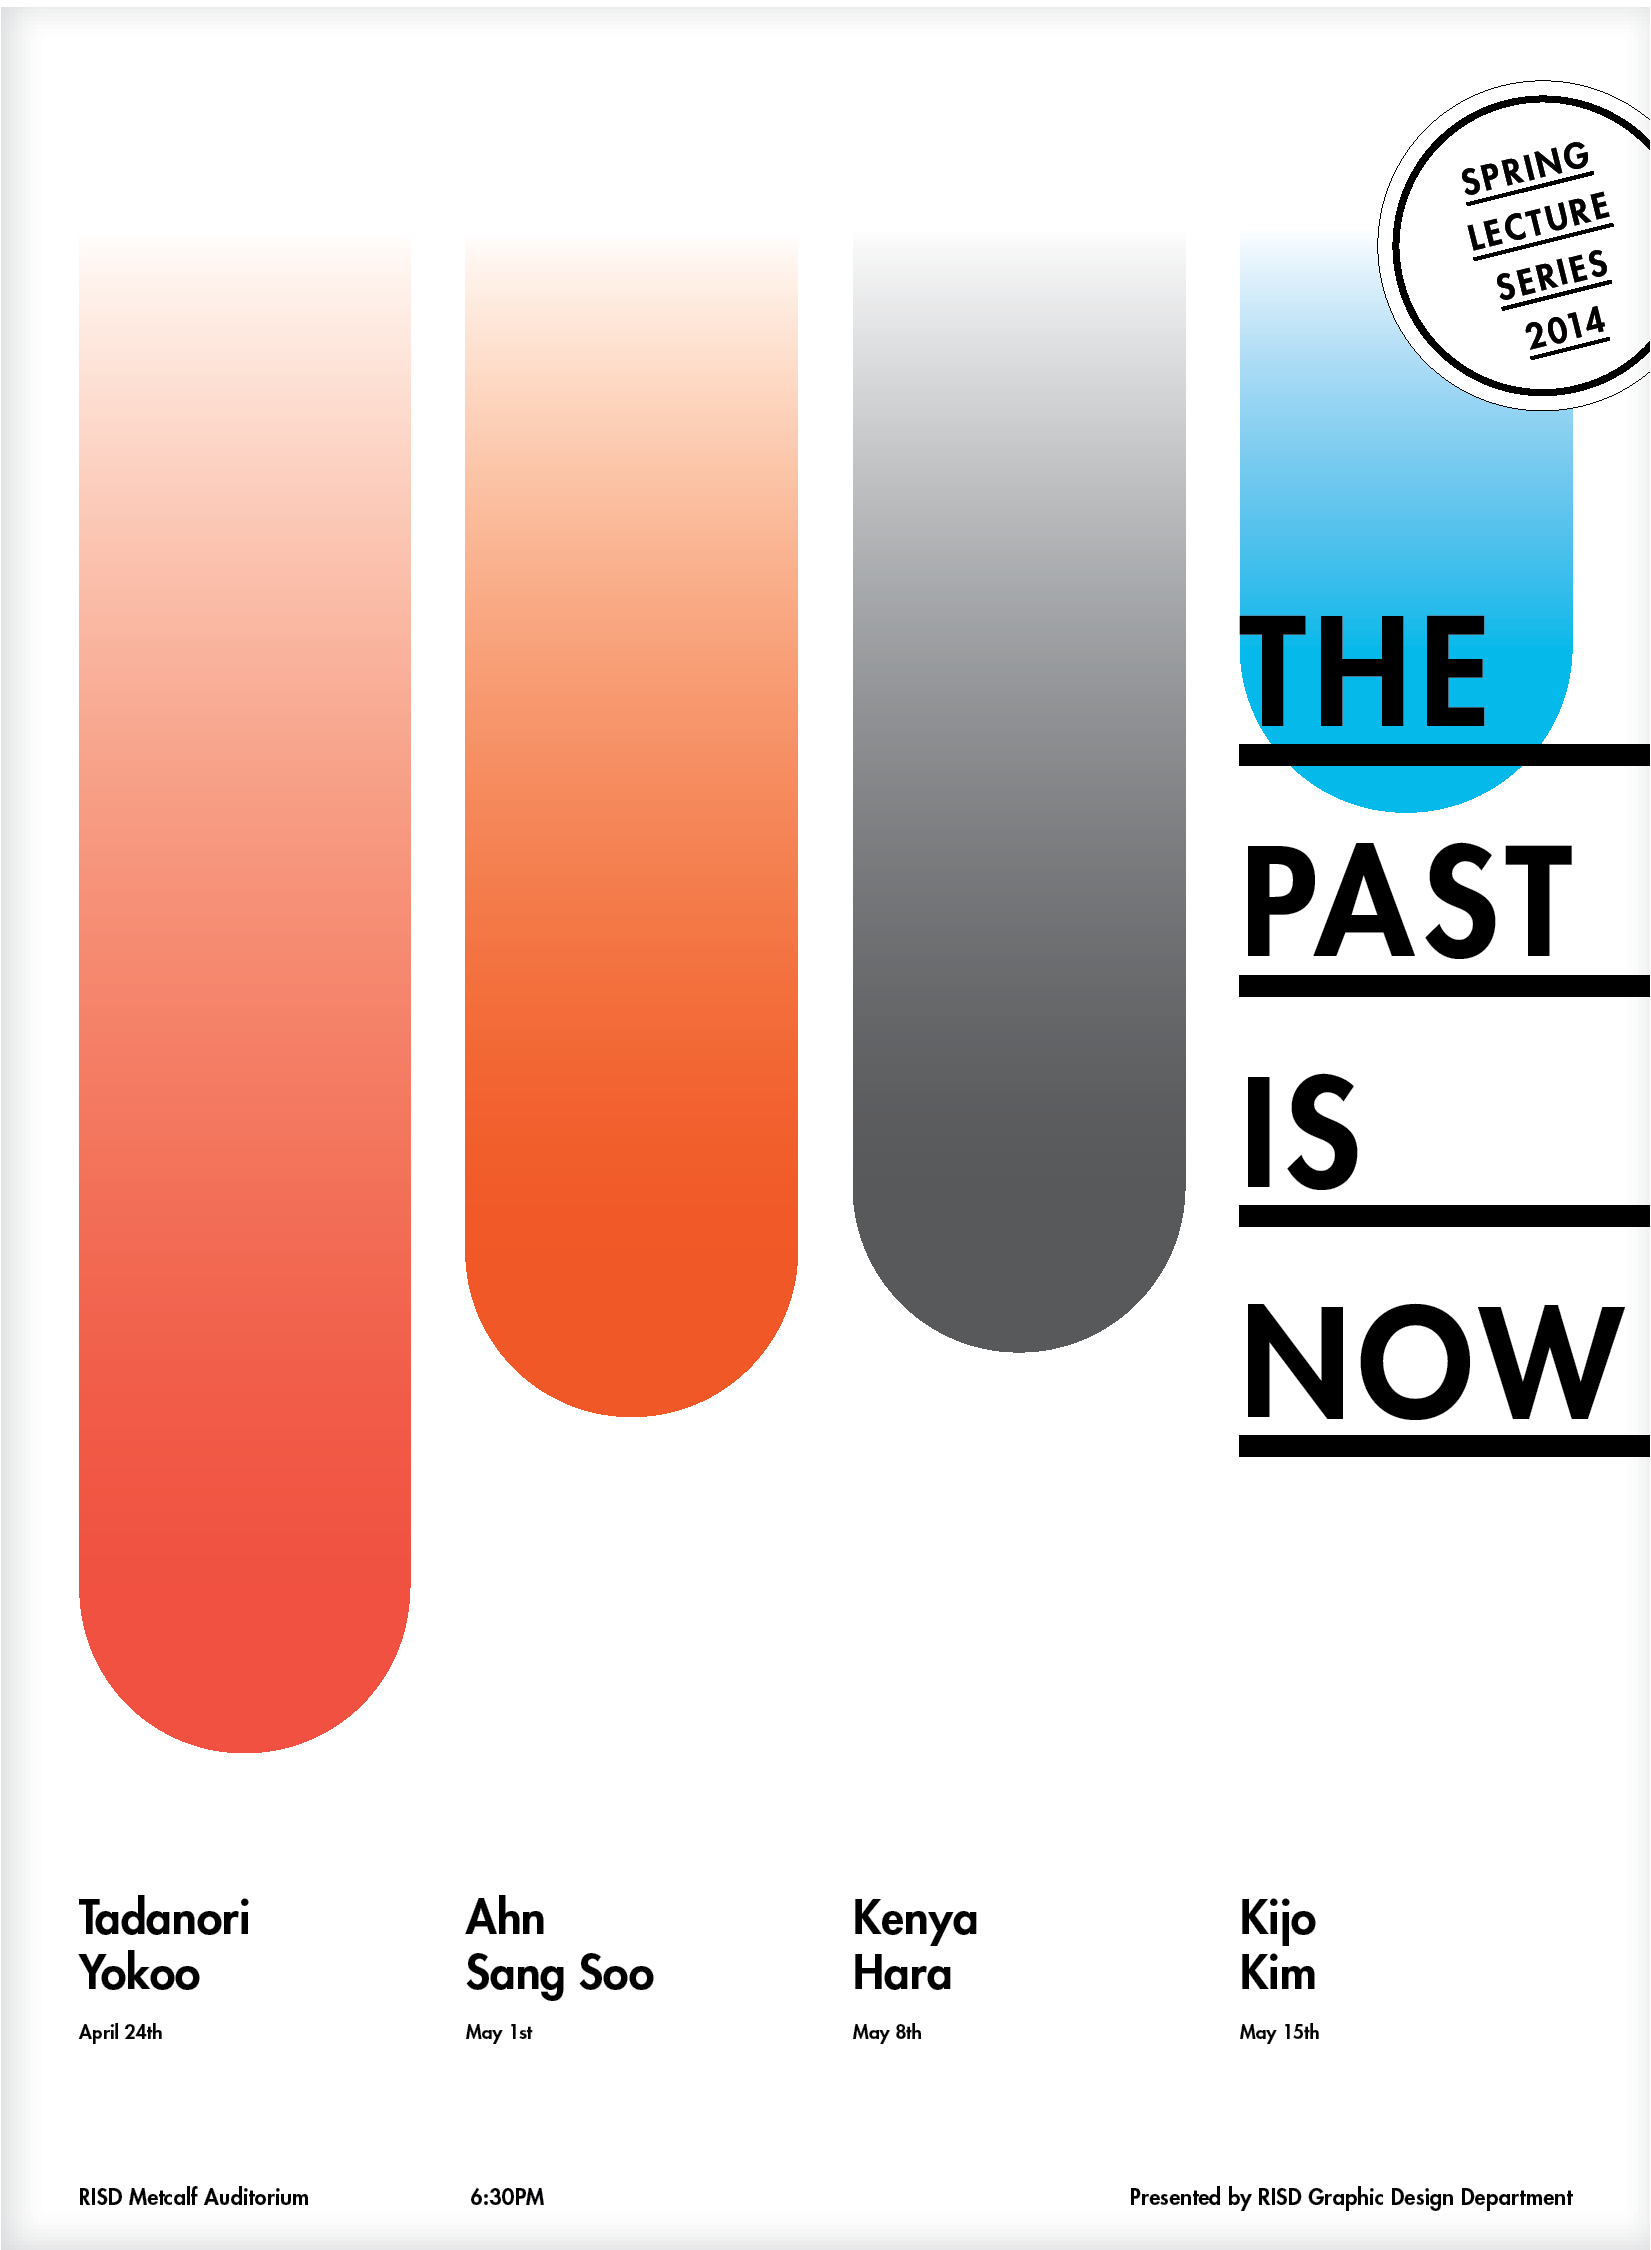 SPRING
LECTURE
SERIES
2014
THE
PAST
IS
NOW
Tadanori
Yokoo
April 24th
Ahn
Sang Soo
May 1st
Kenya
Hara
May 8th
Kijo
Kim
May 15th
RISD Metcalf Auditorium
6:30PM
Presented by RISD Graphic Design Department